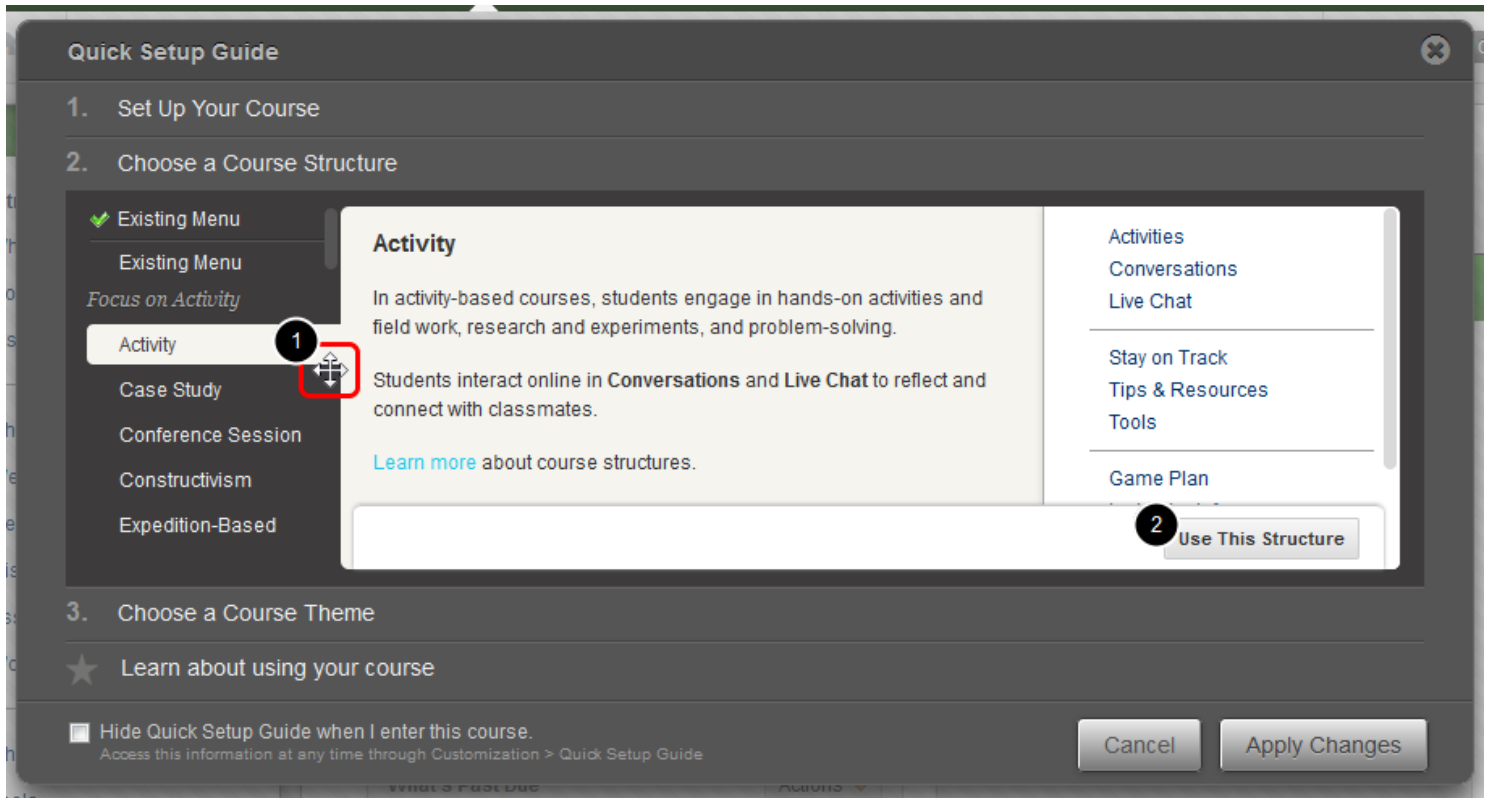 Quick Setup Guide
1. Set Up Your Course
2. Choose a Course Structure
Existing Menu
Existing Menu
Focus on Activity
Activity
1
Case Study
Conference Session
Constructivism
Expedition-Based
Activity
In activity-based courses, students engage in hands-on activities and
field work, research and experiments, and problem-solving.
Students interact online in Conversations and Live Chat to reflect and
connect with classmates.
Learn more about course structures.
Activities
Conversations
Live Chat
Stay on Track
Tips & Resources
Tools
Game Plan
2
Use This Structure
3. Choose a Course Theme
Learn about using your course
Hide Quick Setup Guide when I enter this course.
Access this information at any time through Customization > Quick Setup Guide
Cancel
Apply Changes
What's Past Due
Actions